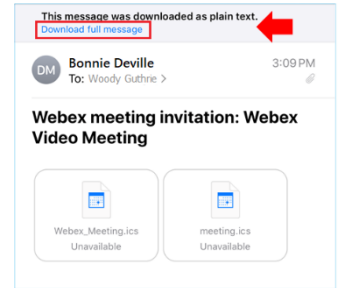 This message was downloaded as plain text.
Download full message
DM
Bonnie Deville
3:09 PM
To: Woody Guthrie >
Webex meeting invitation: Webex
Video Meeting
Webex_Meeting.ics
Unavailable
meeting.ics
Unavailable